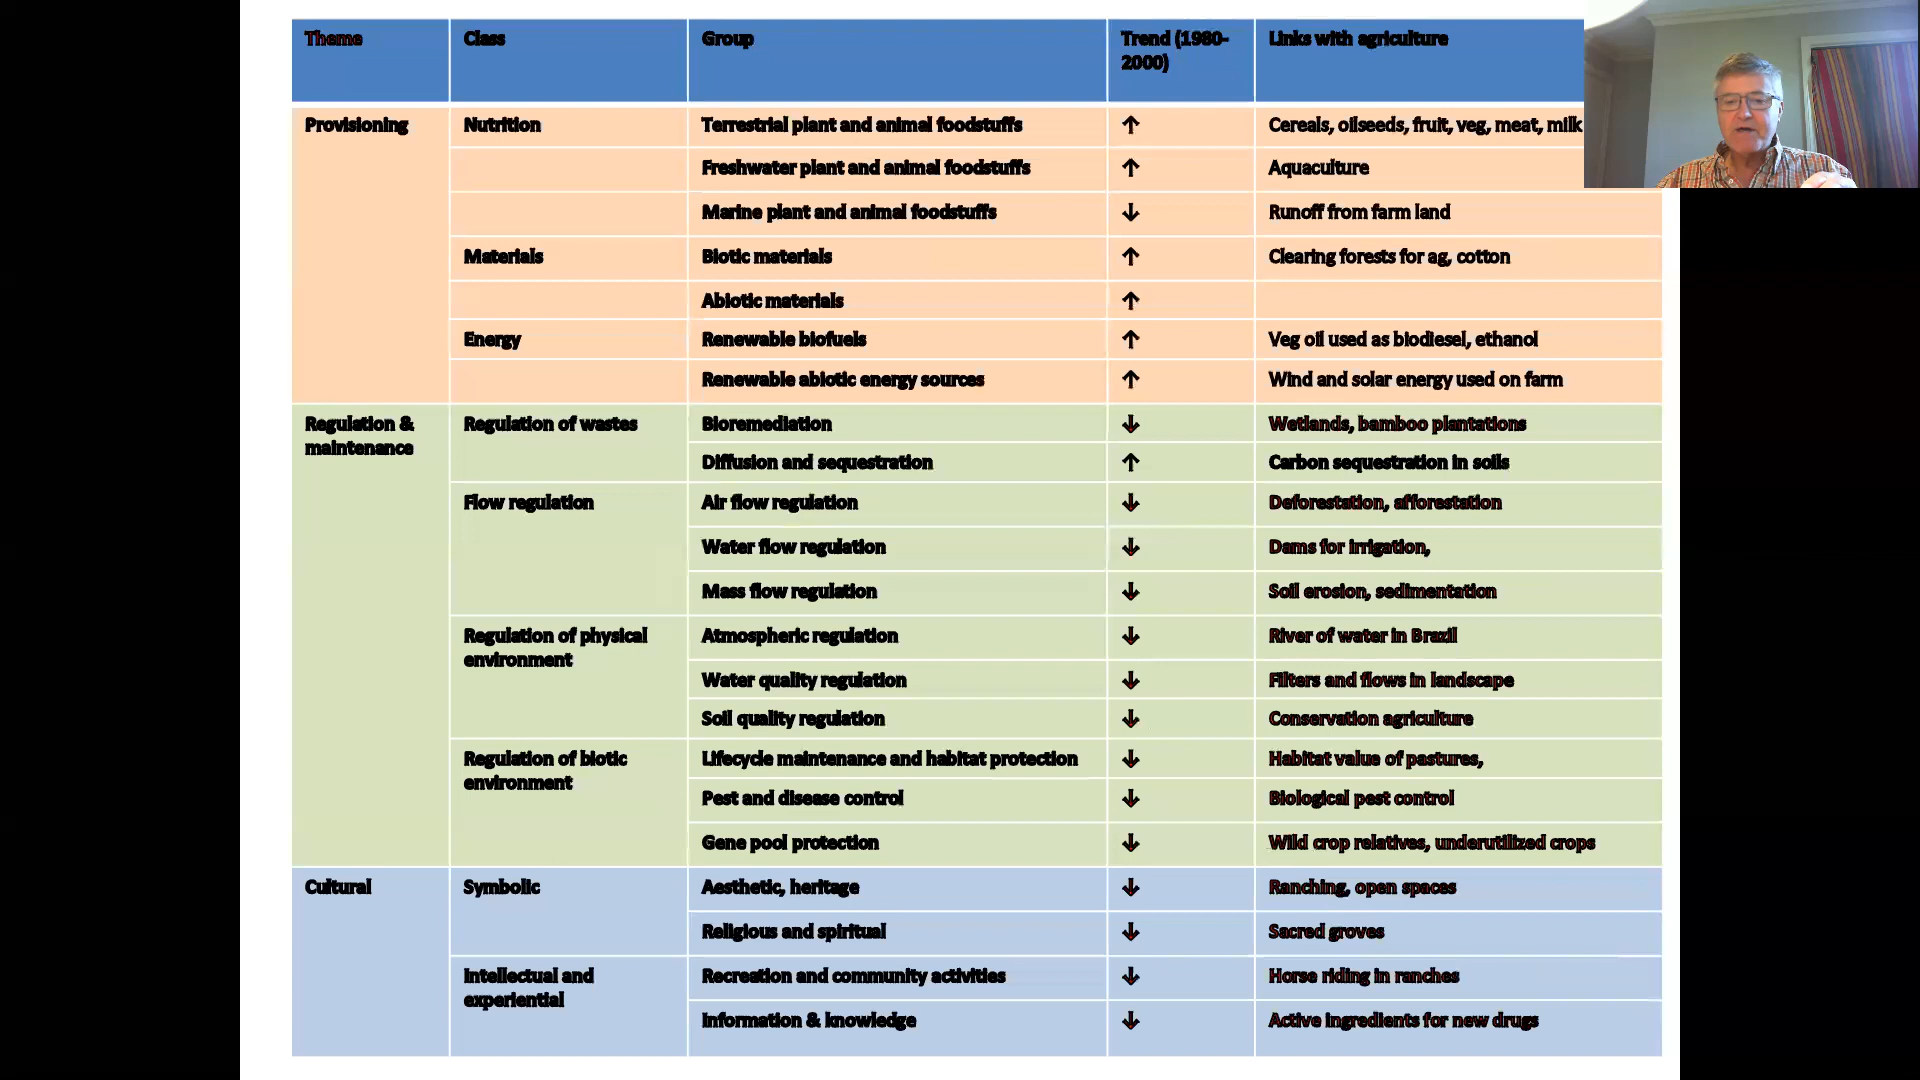 Theme Class Group Trend (1980- Links with agriculture
2000)
Provisioning Nutrition Terrestrial plant and animal foodstuffs ↑ Cereals, oilseeds, fruit, veg, meat, milk
Freshwater plant and animal foodstuffs ↑ Aquaculture
Marine plant and animal foodstuffs ↓ Runoff from farm land
Materials Biotic materials ↑ Clearing forests for ag, cotton
Abiotic materials ↑
Energy Renewable biofuels ↑ Veg oil used as biodiesel, ethanol
Renewable abiotic energy sources ↑ Wind and solar energy used on farm
Regulation & Regulation of wastes Bioremediation ↓ Wetlands, bamboo plantations
maintenance
Diffusion and sequestration ↑ Carbon sequestration in soils
Flow regulation Air flow regulation ↓ Deforestation, afforestation
Water flow regulation ↓ Dams for irrigation,
Mass flow regulation ↓ Soil erosion, sedimentation
Regulation of physical Atmospheric regulation ↓ River of water in Brazil
environment
Water quality regulation ↓ Filters and flows in landscape
Soil quality regulation ↓ Conservation agriculture
Regulation of biotic Lifecycle maintenance and habitat protection ↓ Habitat value of pastures,
environment
Pest and disease control ↓ Biological pest control
Gene pool protection ↓ Wild crop relatives, underutilized crops
Cultural Symbolic Aesthetic, heritage ↓ Ranching, open spaces
Religious and spiritual ↓ Sacred groves
Intellectual and Recreation and community activities ↓ Horse riding in ranches
experiential
Information & knowledge ↓ Active ingredients for new drugs